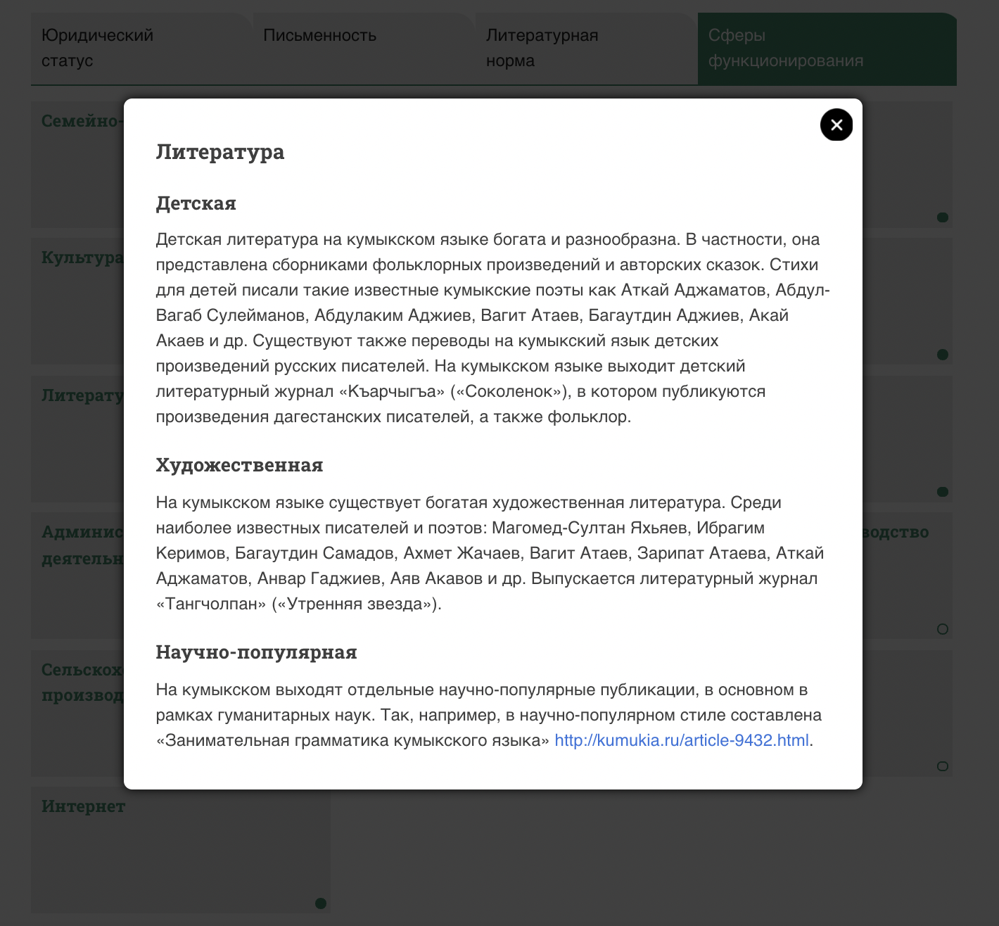 Юридический
статус
Письменность
Литературная
норма
Сферы
функционирования
Семейно-
Культура
Литерату
Админис
деятельн
водство
Сельскохо
производ
Интернет
Литература
Детская
Детская литература на кумыкском языке богата и разнообразна. В частности, она
представлена сборниками фольклорных произведений и авторских сказок. Стихи
для детей писали такие известные кумыкские поэты как Аткай Аджаматов, Абдул-
Вагаб Сулейманов, Абдулаким Аджиев, Вагит Атаев, Багаутдин Аджиев, Акай
Акаев и др. Существуют также переводы на кумыкский язык детских
произведений русских писателей. На кумыкском языке выходит детский
литературный журнал «Къарчыгъа» («Соколенок»), в котором публикуются
произведения дагестанских писателей, а также фольклор.
Художественная
На кумыкском языке существует богатая художественная литература. Среди
наиболее известных писателей и поэтов: Магомед-Султан Яхьяев, Ибрагим
Керимов, Багаутдин Самадов, Ахмет Жачаев, Вагит Атаев, Зарипат Атаева, Аткай
Аджаматов, Анвар Гаджиев, Аяв Акавов и др. Выпускается литературный журнал
«Тангчолпан» («Утренняя звезда»).
Научно-популярная
На кумыкском выходят отдельные научно-популярные публикации, в основном в
рамках гуманитарных наук. Так, например, в научно-популярном стиле составлена
«Занимательная грамматика кумыкского языка» http://kumukia.ru/article-9432.html.